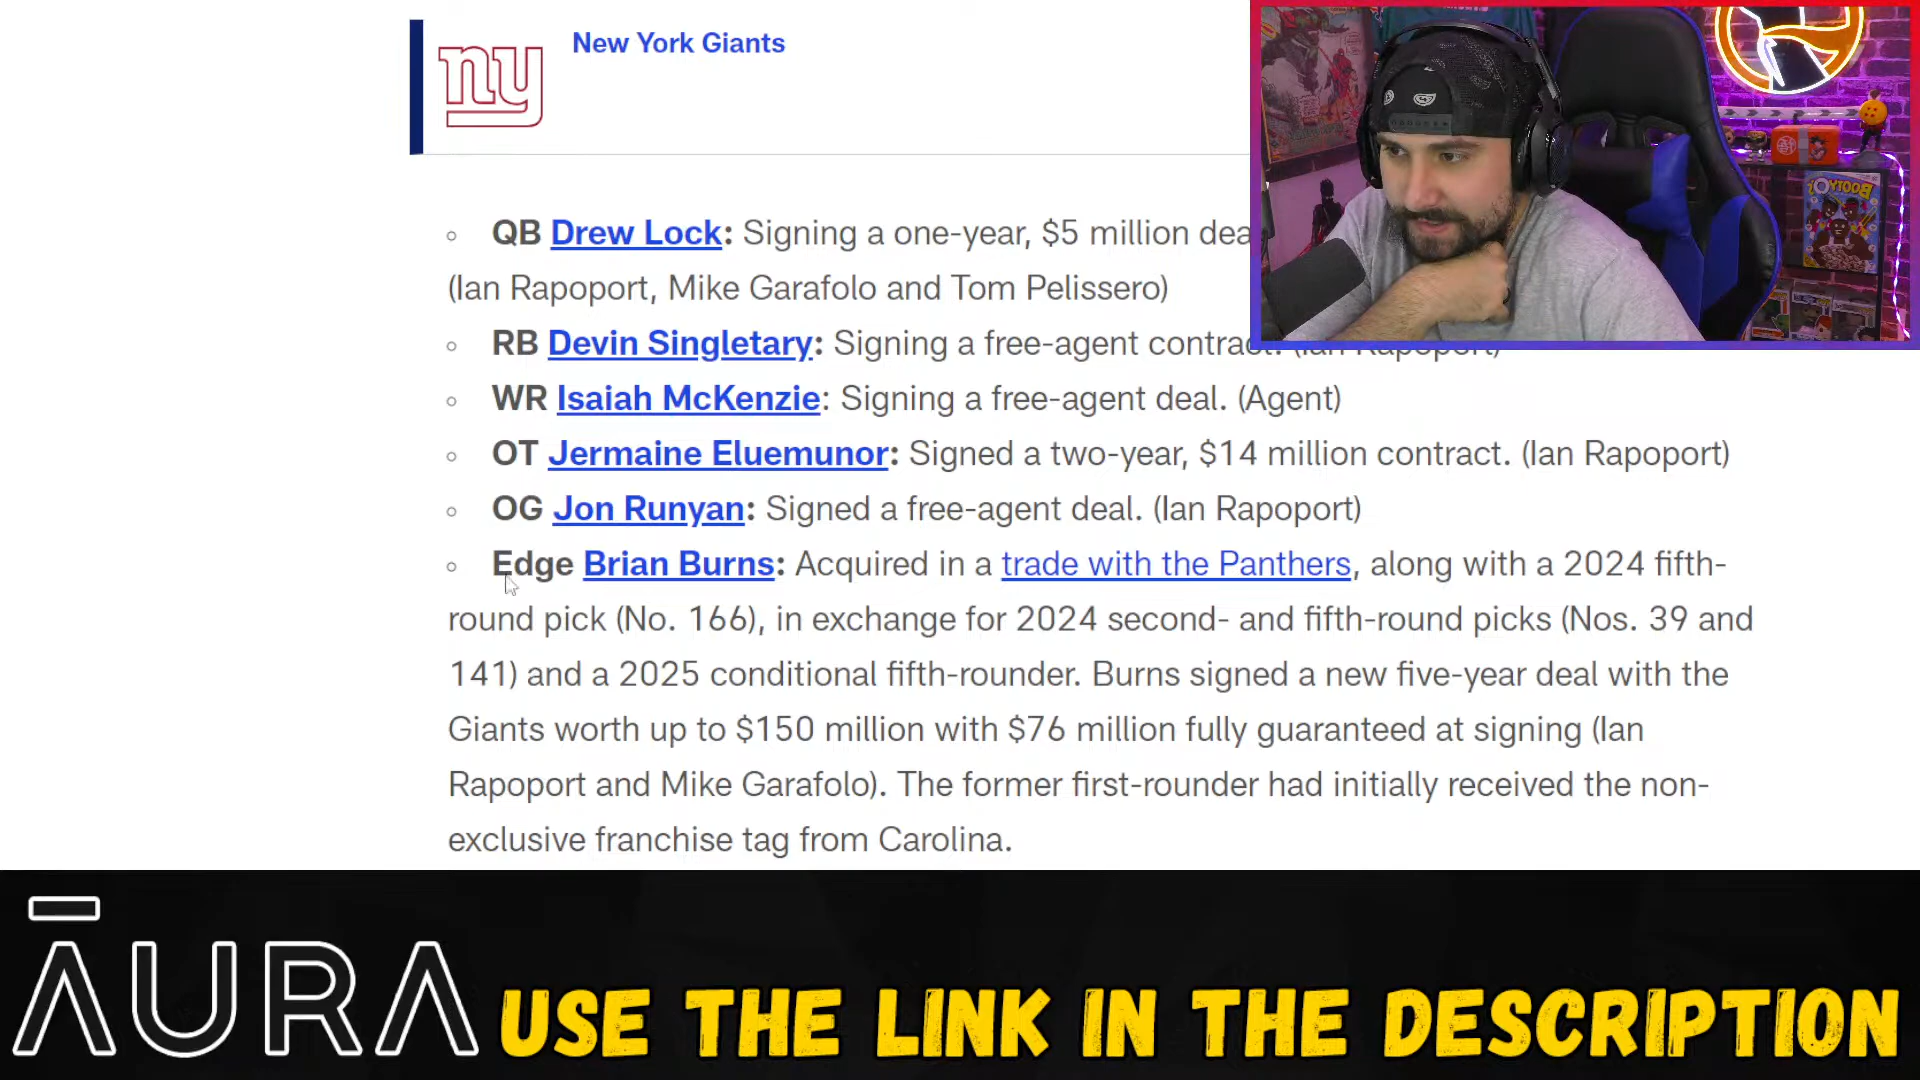 ny
New York Giants
QB Drew Lock: Signing a one-year, $5 million dea
(Ian Rapoport, Mike Garafolo and Tom Pelissero)
RB Devin Singletary: Signing a free-agent contract. (Ian Rapoport)
WR Isaiah McKenzie: Signing a free-agent deal. (Agent)
OT Jermaine Eluemunor: Signed a two-year, $14 million contract. (Ian Rapoport)
OG Jon Runyan: Signed a free-agent deal. (Ian Rapoport)
Edge Brian Burns: Acquired in a trade with the Panthers, along with a 2024 fifth-
round pick (No. 166), in exchange for 2024 second- and fifth-round picks (Nos. 39 and
141) and a 2025 conditional fifth-rounder. Burns signed a new five-year deal with the
Giants worth up to $150 million with $76 million fully guaranteed at signing (Ian
Rapoport and Mike Garafolo). The former first-rounder had initially received the non-
exclusive franchise tag from Carolina.
ĀURA USE THE LINK IN THE DESCRIPTION